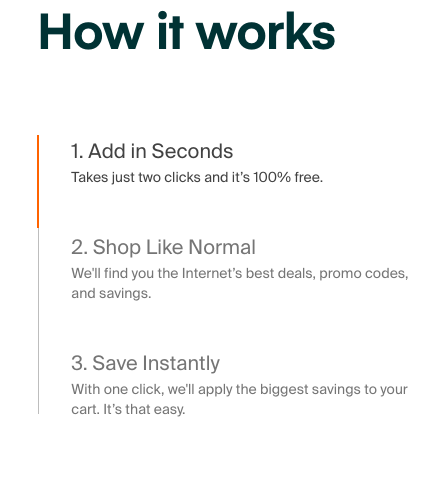 How it works
1. Add in Seconds
Takes just two clicks and it's 100% free.
2. Shop Like Normal
We'll find you the Internet's best deals, promo codes,
and savings.
3. Save Instantly
With one click, we'll apply the biggest savings to your
cart. It's that easy.